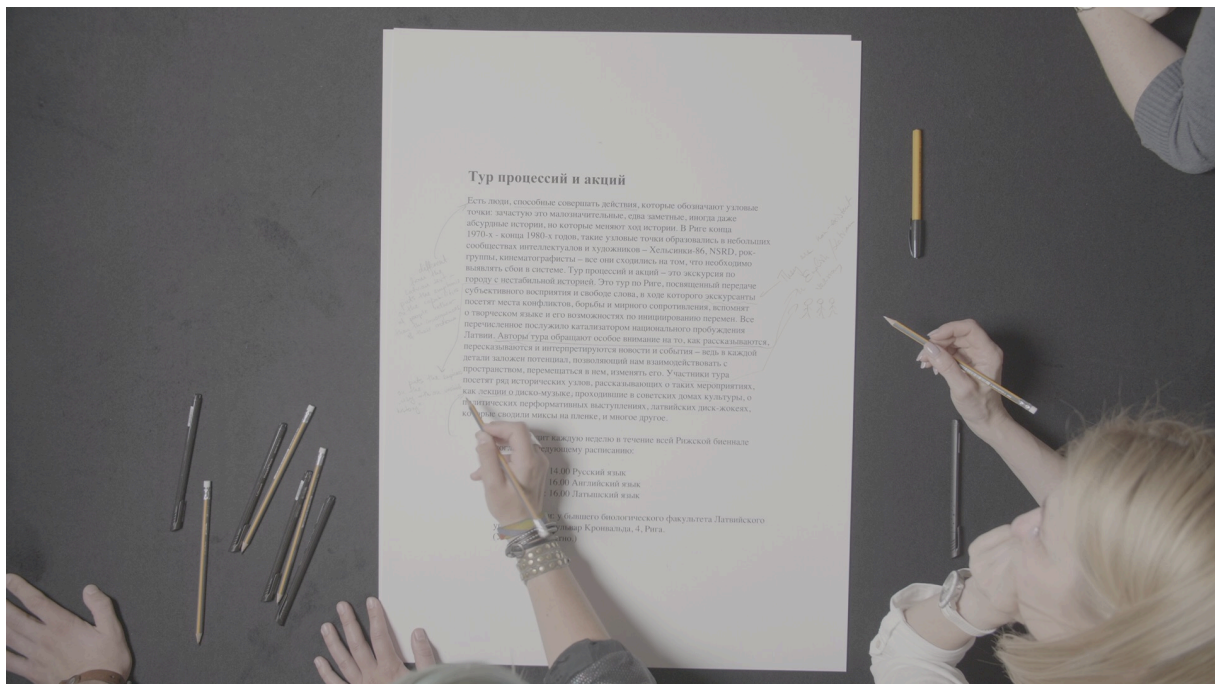 Тур процессий и акций
Есть люди, способные совершать действия, которые обозначают узловые
точки: зачастую это малозначительные, едва заметные, иногда даже
абсурдные истории, но которые меняют ход истории. В Риге конца
1970-х - конца 1980-х годов, такие узловые точки образовались в небольших
сообществах интеллектуалов и художников – Хельсинки-86, NSRD, рок-
группы, кинематографисты – все они сходились на том, что необходимо
выявлять сбои в системе. Тур процессий и акций – это экскурсия по
городу с нестабильной историей. Это тур по Риге, посвященный передаче
субъективного восприятия и свободе слова, в ходе которого экскурсанты
посетят места конфликтов, борьбы и мирного сопротивления, вспомнят
о творческом языке и его возможностях по инициированию перемен. Все
перечисленное послужило катализатором национального пробуждения
Латвии. Авторы тура обращают особое внимание на то, как рассказываются,
пересказываются и интерпретируются новости и события – ведь в каждой
детали заложен потенциал, позволяющий нам взаимодействовать с
пространством, перемещаться в нем, изменять его. Участники тура
посетят ряд исторических узлов, рассказывающих о таких мероприятиях,
как лекции о диско-музыке, проходившие в советских домах культуры, о
политических перформативных выступлениях, латвийских диск-жокеях,
которые сводили миксы на пленке, и многое другое.
каждую неделю в течение всей Рижской биеннале
расписанию:
14:00 Русский язык
16:00 Английский язык
16:00 Латышский язык
у бывшего биологического факультета Латвийского
Кронвальда, 4, Рига.